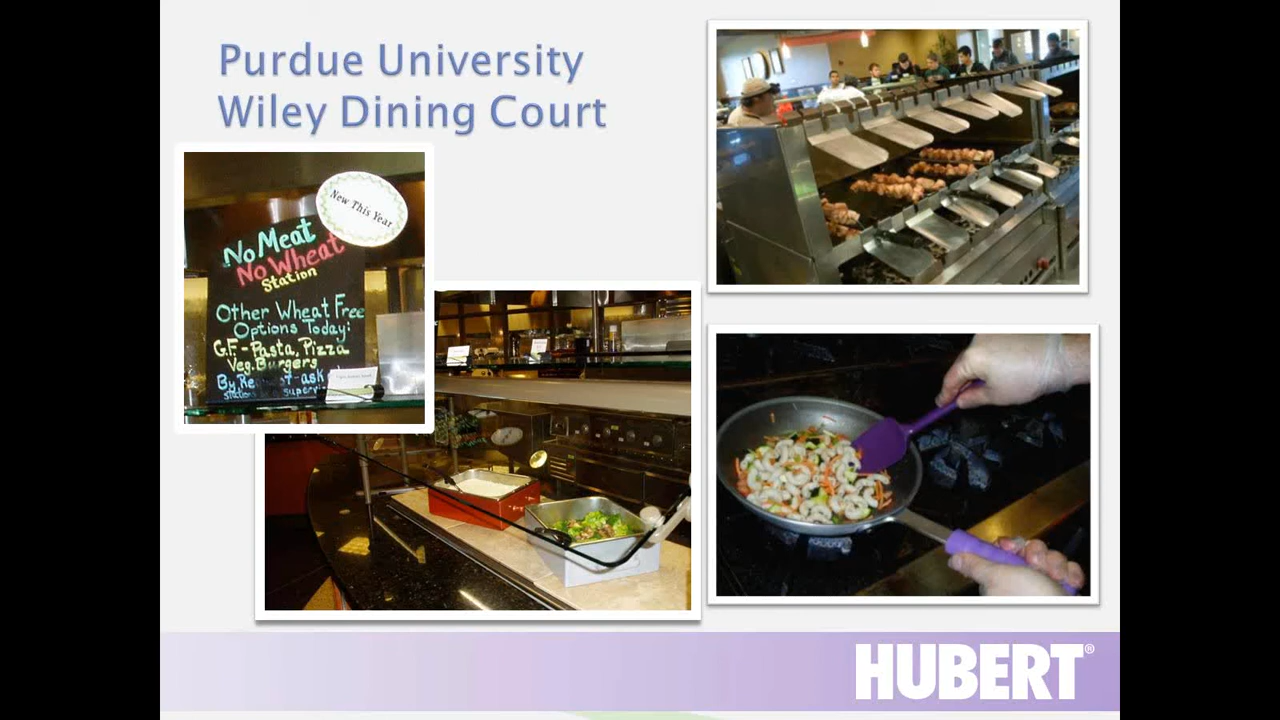 Purdue University
Wiley Dining Court
New This Year
No Meat
No Wheat
Station
Other Wheat Free
Options Today:
G.F. - Pasta, Pizza
Veg. Burgers
HUBERT®